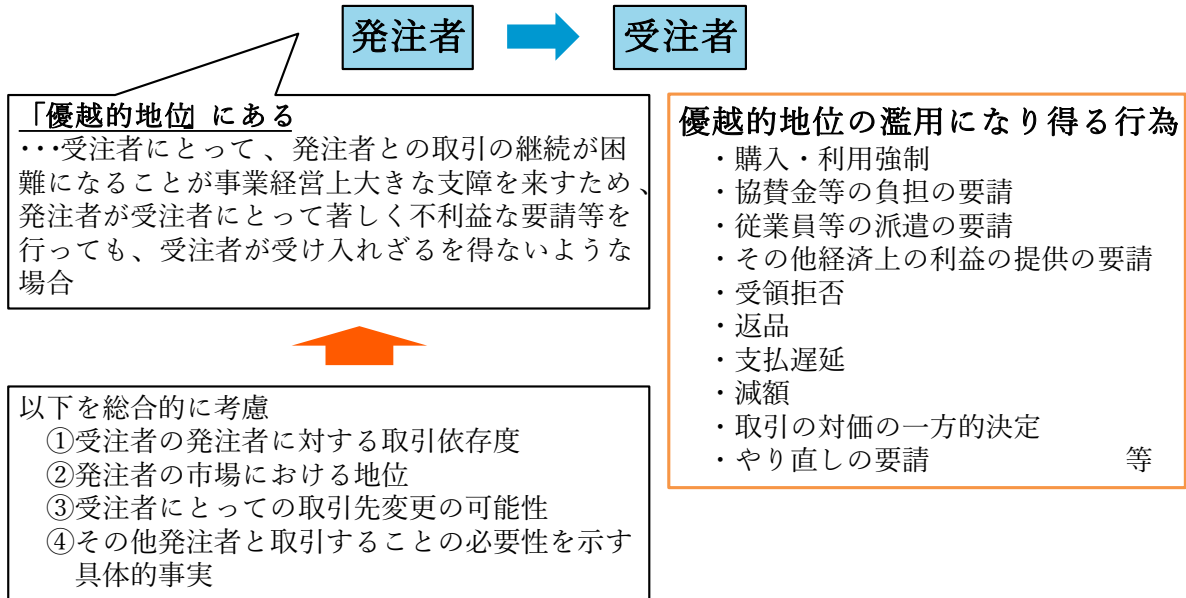 発注者
受注者
「優越的地位」にある
･･･受注者にとって、発注者との取引の継続が困
難になることが事業経営上大きな支障を来すため、
発注者が受注者にとって著しく不利益な要請等を
行っても、受注者が受け入れざるを得ないような
場合
以下を総合的に考慮
①受注者の発注者に対する取引依存度
②発注者の市場における地位
③受注者にとっての取引先変更の可能性
④その他発注者と取引することの必要性を示す
具体的事実
優越的地位の濫用になり得る行為
・購入・利用強制
・協賛金等の負担の要請
・従業員等の派遣の要請
・その他経済上の利益の提供の要請
・受領拒否
・返品
・支払遅延
・減額
・取引の対価の一方的決定
・やり直しの要請 等